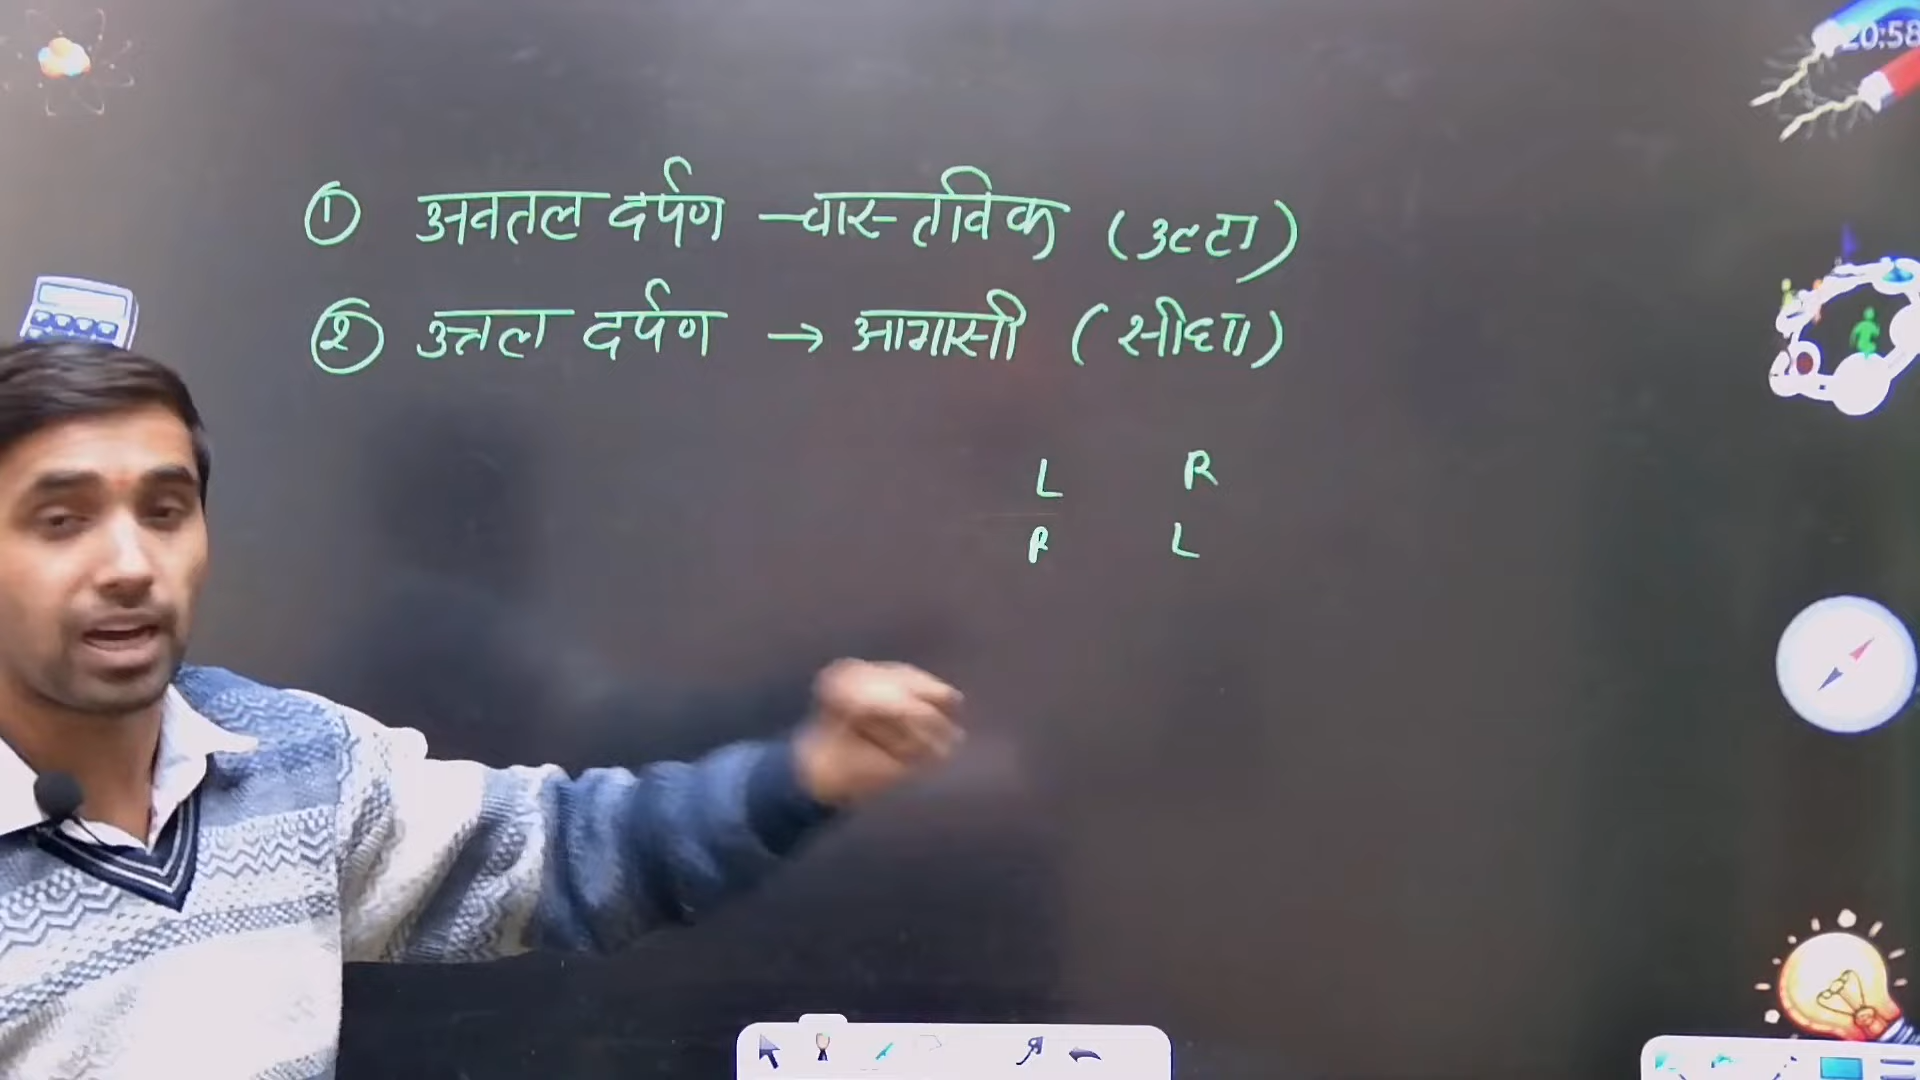 20:58
① अवतल दर्पण – वास्तविक (उल्टा)
② उत्तल दर्पण → आभासी (सीधा)
L R
R L